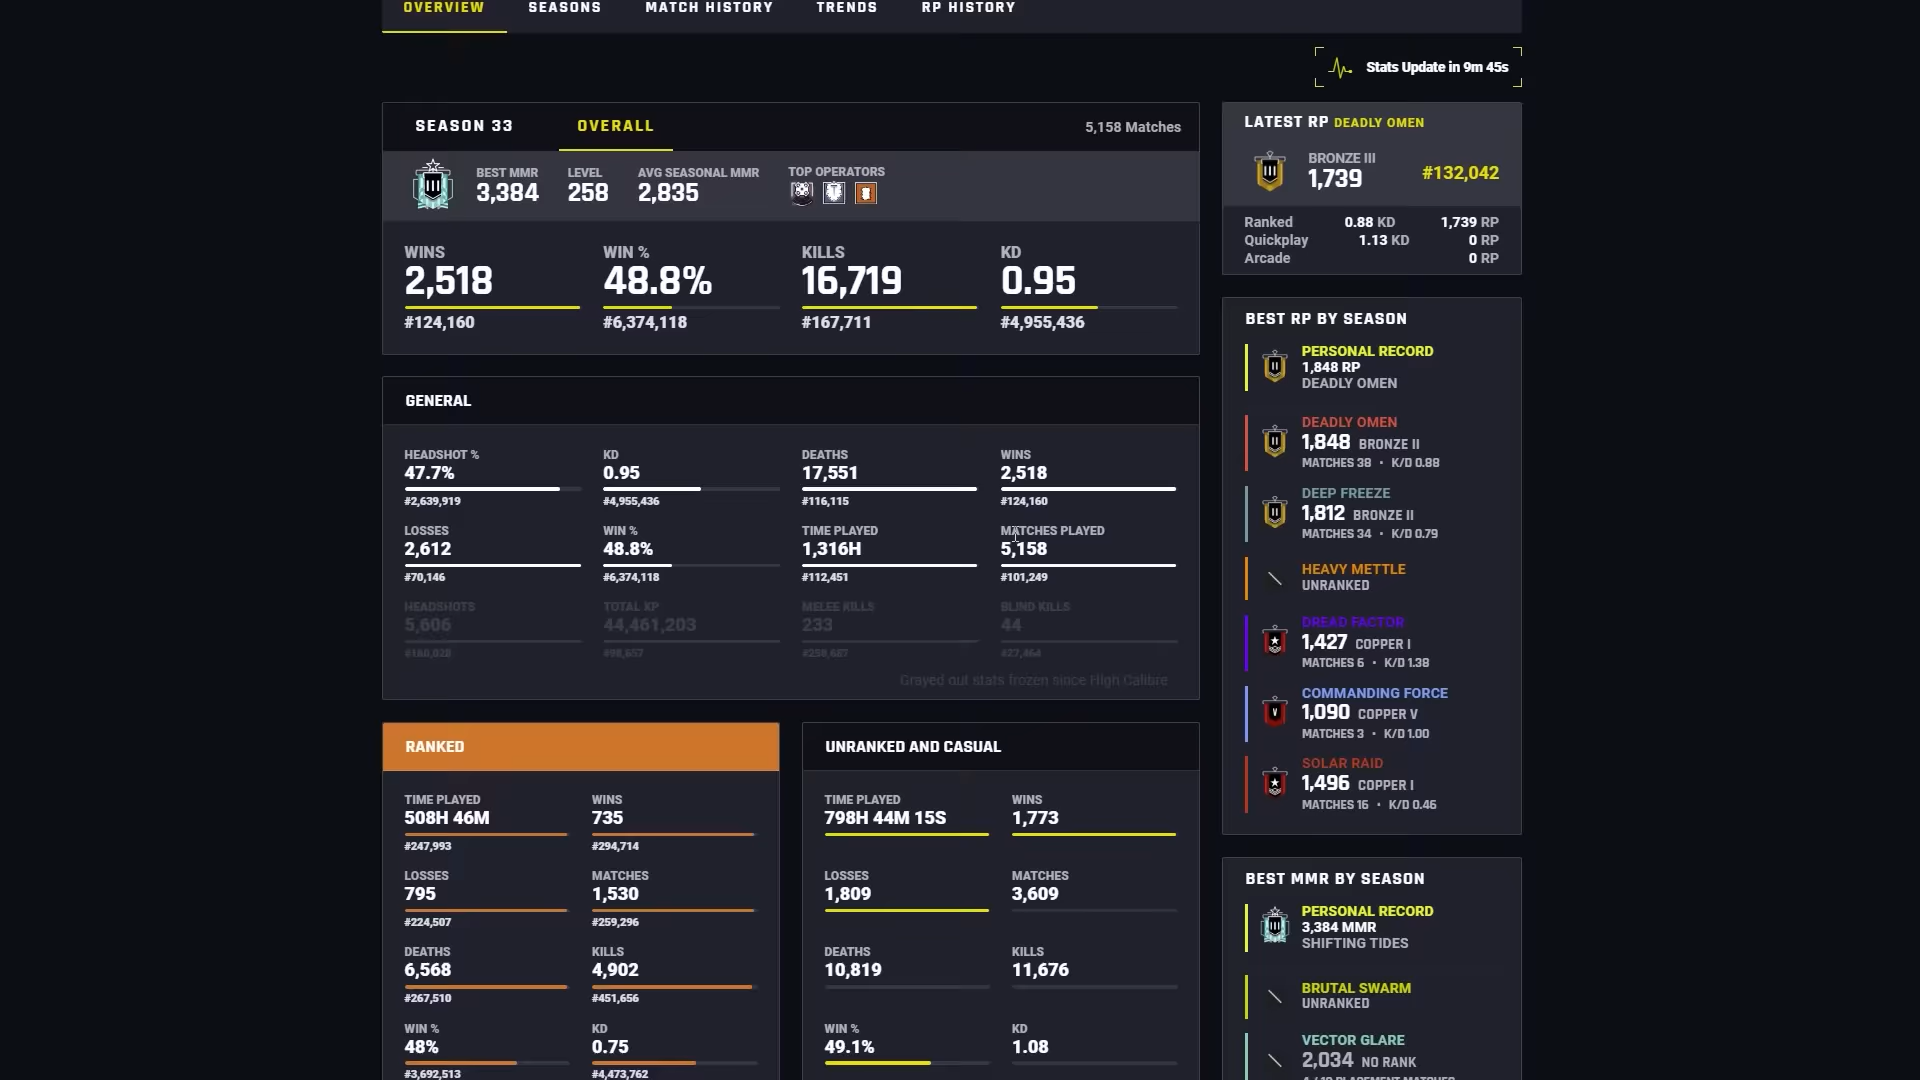 OVERVIEW SEASONS MATCH HISTORY TRENDS RP HISTORY
Stats Update in 9m 45s
SEASON 33 OVERALL 5,158 Matches
BEST MMR LEVEL AVG SEASONAL MMR TOP OPERATORS
3,384 258 2,835
WINS WIN % KILLS KD
2,518 48.8% 16,719 0.95
#124,160 #6,374,118 #167,711 #4,955,436
GENERAL
HEADSHOT % KD DEATHS WINS
47.7% 0.95 17,551 2,518
#2,639,919 #4,955,436 #116,115 #124,160
LOSSES WIN % TIME PLAYED MATCHES PLAYED
2,612 48.8% 1,316H 5,158
#70,146 #6,374,118 #112,451 #101,249
HEADSHOTS TOTAL XP MELEE KILLS BLIND KILLS
5,606 44,461,203 233 44
Grayed out stats frozen since High Calibre
RANKED
TIME PLAYED WINS
508H 46M 735
#247,993 #294,714
LOSSES MATCHES
795 1,530
#224,507 #259,296
DEATHS KILLS
6,568 4,902
#267,510 #451,656
WIN % KD
48% 0.75
#3,692,513 #4,473,762
UNRANKED AND CASUAL
TIME PLAYED WINS
798H 44M 15S 1,773
LOSSES MATCHES
1,809 3,609
DEATHS KILLS
10,819 11,676
WIN % KD
49.1% 1.08
LATEST RP DEADLY OMEN
BRONZE III
1,739 #132,042
Ranked 0.88 KD 1,739 RP
Quickplay 1.13 KD 0 RP
Arcade 0 RP
BEST RP BY SEASON
PERSONAL RECORD
1,848 RP
DEADLY OMEN
DEADLY OMEN
1,848 BRONZE II
MATCHES 38 • K/D 0.88
DEEP FREEZE
1,812 BRONZE II
MATCHES 34 • K/D 0.79
HEAVY METTLE
UNRANKED
DREAD FACTOR
1,427 COPPER I
MATCHES 6 • K/D 1.38
COMMANDING FORCE
1,090 COPPER V
MATCHES 3 • K/D 1.00
SOLAR RAID
1,496 COPPER I
MATCHES 16 • K/D 0.46
BEST MMR BY SEASON
PERSONAL RECORD
3,384 MMR
SHIFTING TIDES
BRUTAL SWARM
UNRANKED
VECTOR GLARE
2,034 NO RANK